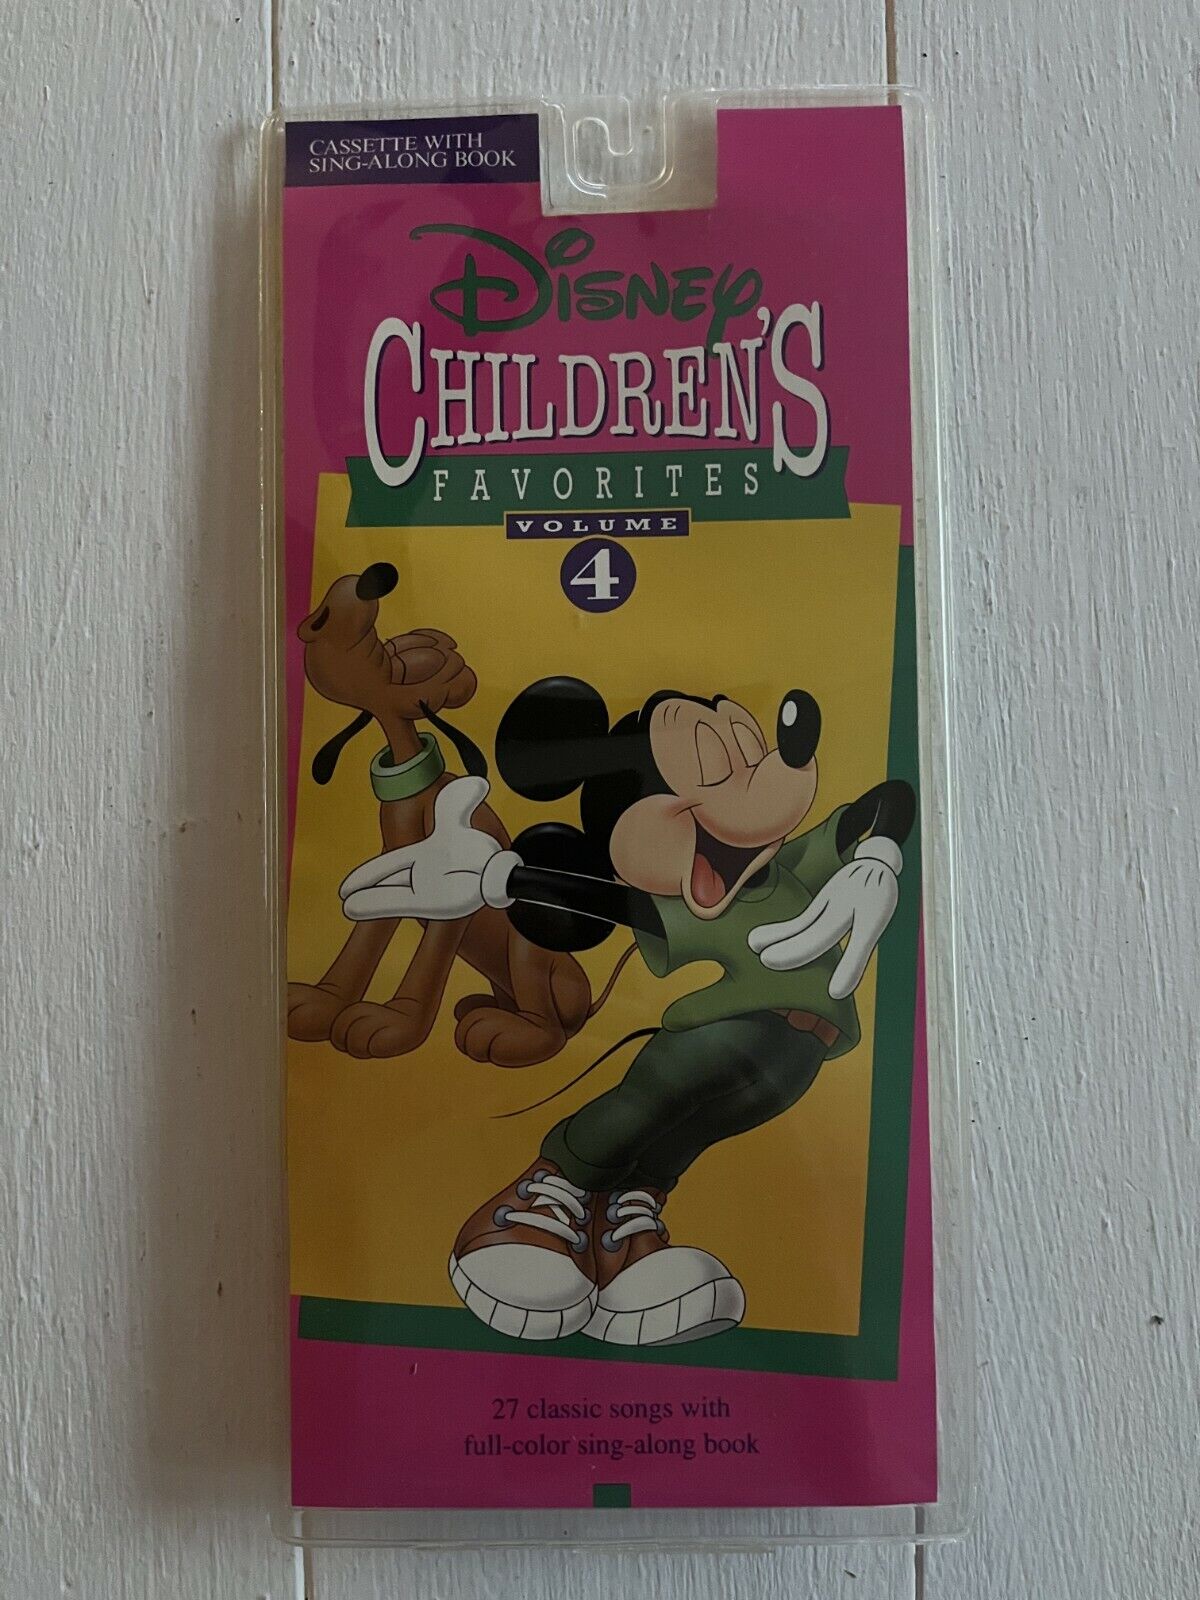 CASSETTE WITH
SING-ALONG BOOK
DISNEY
CHILDREN'S
FAVORITES
VOLUME
4
27 classic songs with
full-color sing-along book